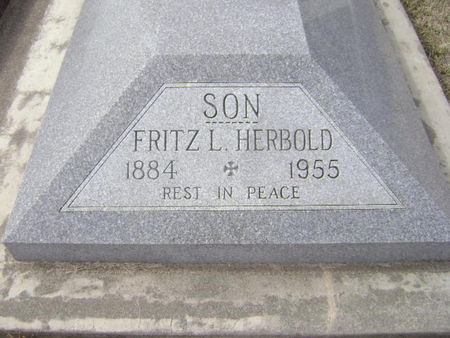 SON
FRITZ L. HERBOLD
1884 ✠ 1955
REST IN PEACE